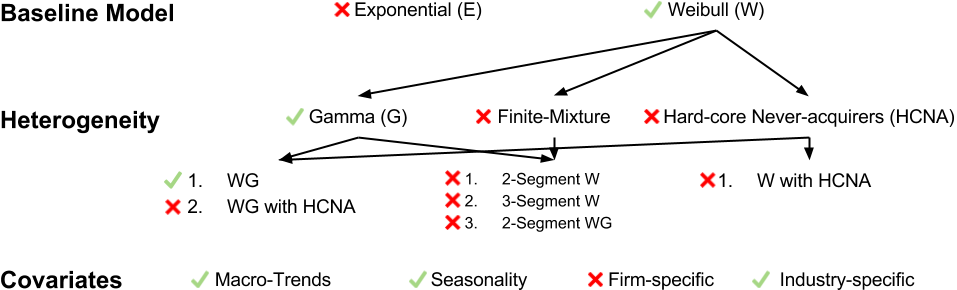 Baseline Model Exponential (E) Weibull (W)
Heterogeneity Gamma (G) Finite-Mixture Hard-core Never-acquirers (HCNA)
1. WG 1. 2-Segment W 1. W with HCNA
2. WG with HCNA 2. 3-Segment W
3. 2-Segment WG
Covariates Macro-Trends Seasonality Firm-specific Industry-specific